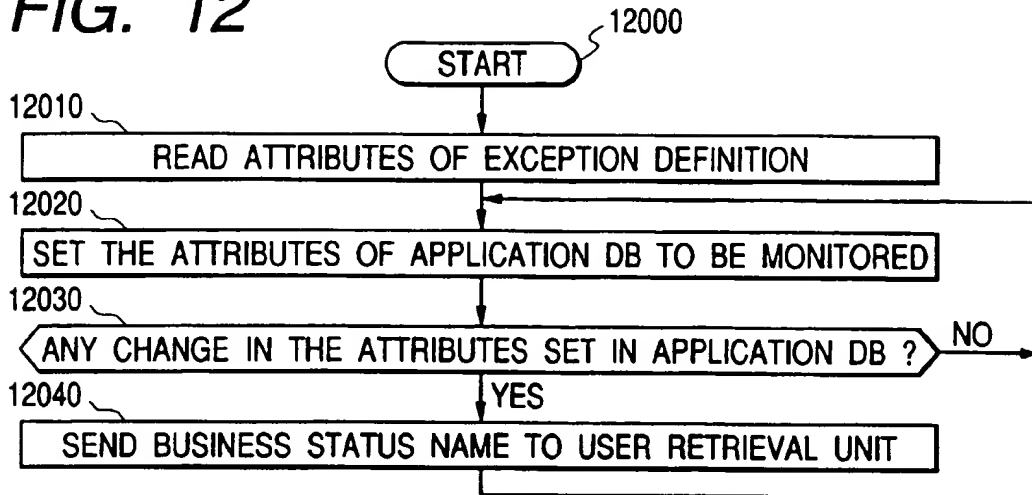 FIG. 12
12000
START
12010
READ ATTRIBUTES OF EXCEPTION DEFINITION
12020
SET THE ATTRIBUTES OF APPLICATION DB TO BE MONITORED
12030
ANY CHANGE IN THE ATTRIBUTES SET IN APPLICATION DB ?
NO
12040
YES
SEND BUSINESS STATUS NAME TO USER RETRIEVAL UNIT